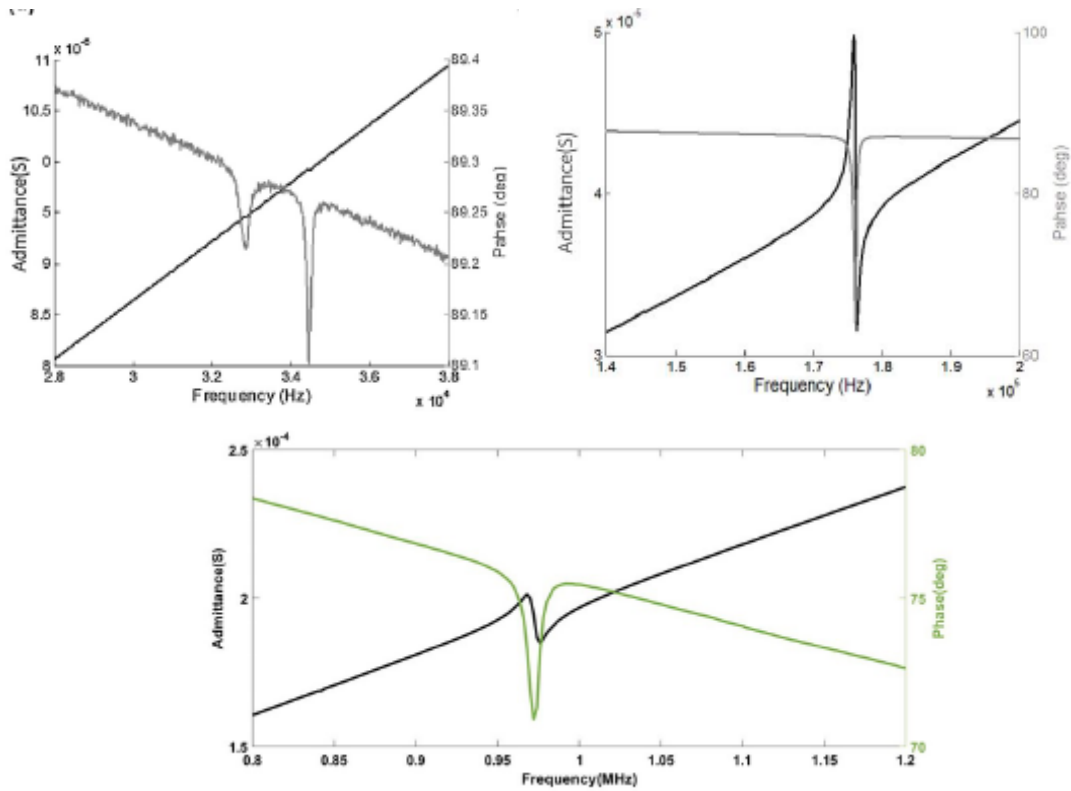 x 10⁻⁶
11
10.5
0
5
9
8.5
8
Admittance(S)
89.4
89.35
89.3
89.25
89.2
89.15
89.1
Pahse (deg)
2.8 3 3.2 3.4 3.6 3.8
Frequency (Hz)
x 10⁴
x 10⁻⁵
5
4
3
Admittance(S)
100
80
60
Pahse (deg)
1.4 1.5 1.6 1.7 1.8 1.9 2
Frequency (Hz)
×10⁻⁴
2.5
2
1.5
Admittance(S)
80
75
70
Phase(deg)
0.8 0.85 0.9 0.95 1 1.05 1.1 1.15 1.2
Frequency(MHz)